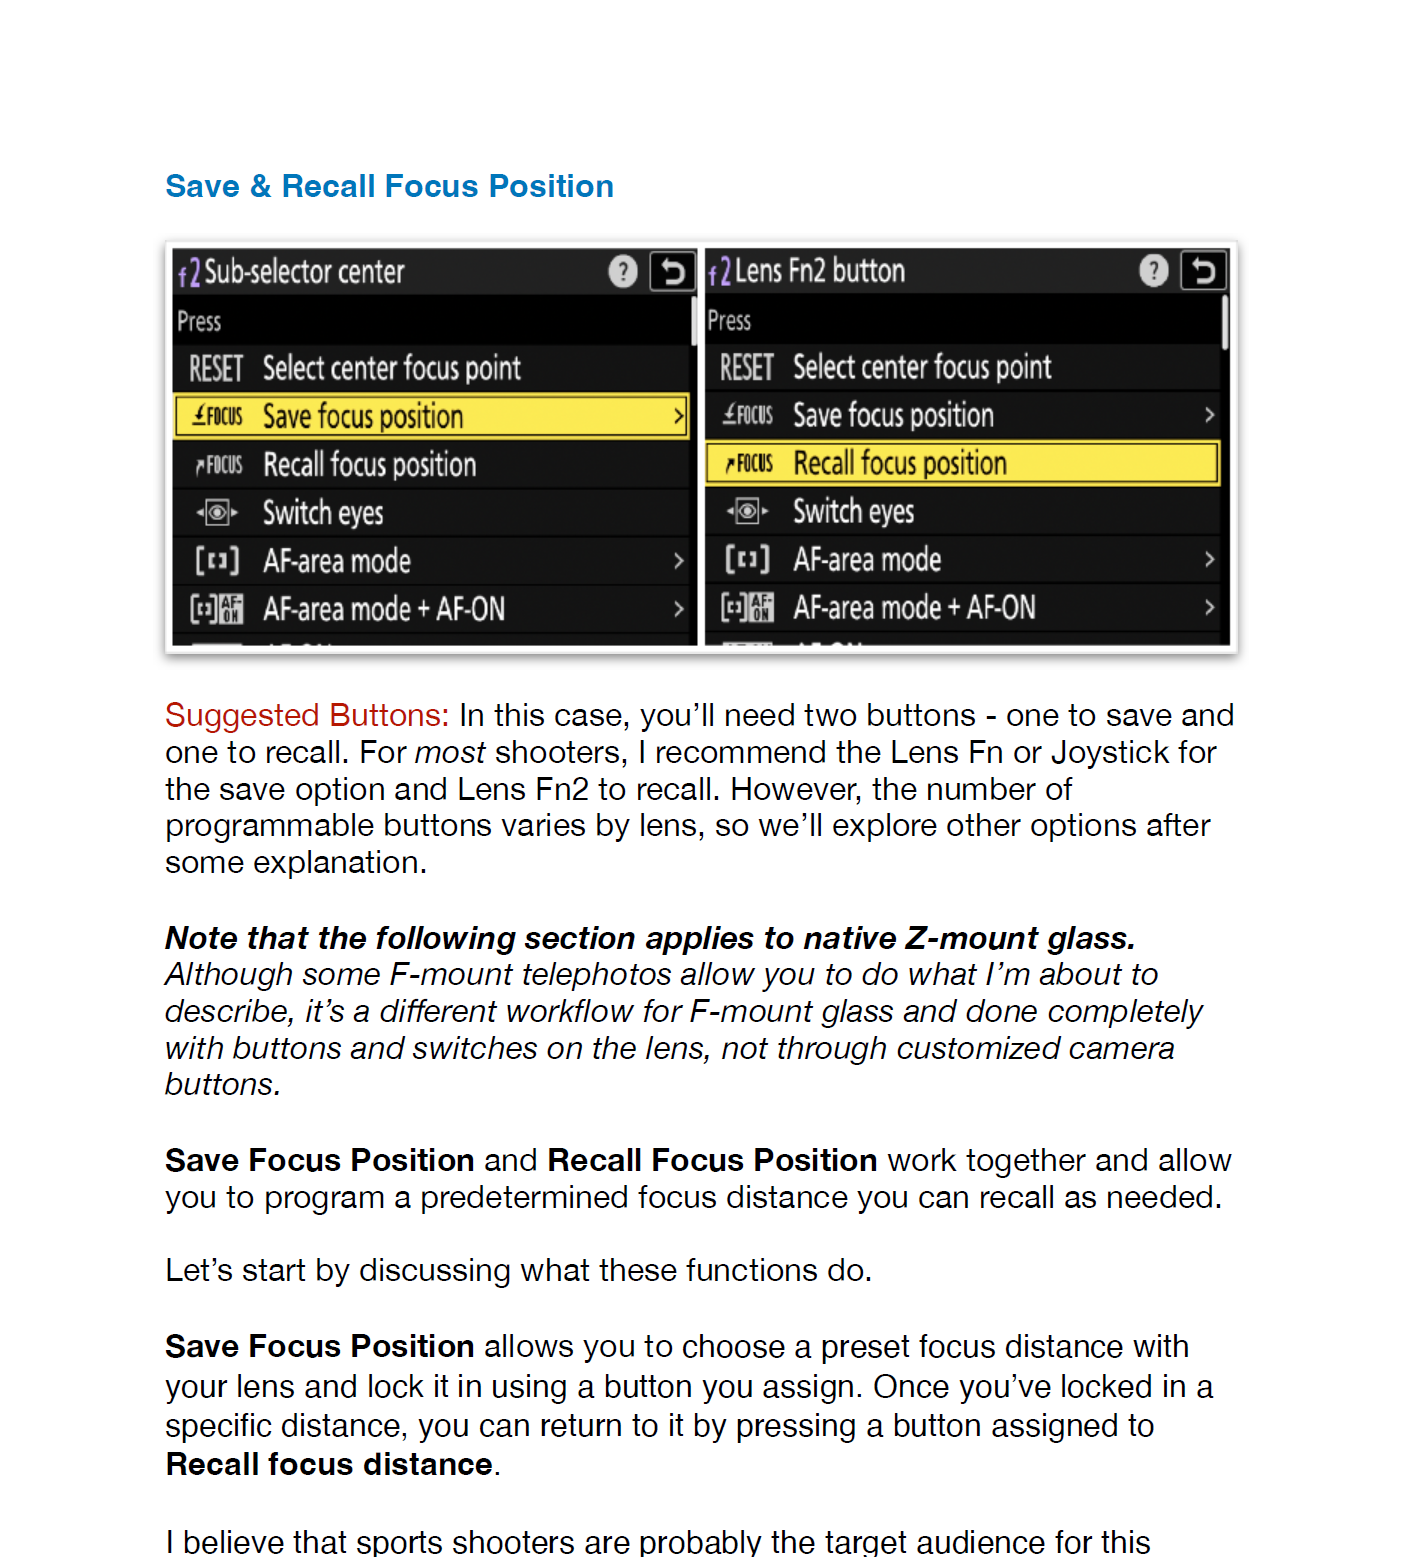 Save & Recall Focus Position
f2 Sub-selector center ?
Press
RESET Select center focus point
FOCUS Save focus position >
FOCUS Recall focus position
Switch eyes
AF-area mode >
AF-ON AF-area mode + AF-ON >
f2 Lens Fn2 button ?
Press
RESET Select center focus point
FOCUS Save focus position >
FOCUS Recall focus position
Switch eyes
AF-area mode >
AF-ON AF-area mode + AF-ON >
Suggested Buttons: In this case, you’ll need two buttons - one to save and
one to recall. For most shooters, I recommend the Lens Fn or Joystick for
the save option and Lens Fn2 to recall. However, the number of
programmable buttons varies by lens, so we’ll explore other options after
some explanation.
Note that the following section applies to native Z-mount glass.
Although some F-mount telephotos allow you to do what I’m about to
describe, it’s a different workflow for F-mount glass and done completely
with buttons and switches on the lens, not through customized camera
buttons.
Save Focus Position and Recall Focus Position work together and allow
you to program a predetermined focus distance you can recall as needed.
Let’s start by discussing what these functions do.
Save Focus Position allows you to choose a preset focus distance with
your lens and lock it in using a button you assign. Once you’ve locked in a
specific distance, you can return to it by pressing a button assigned to
Recall focus distance.
I believe that sports shooters are probably the target audience for this